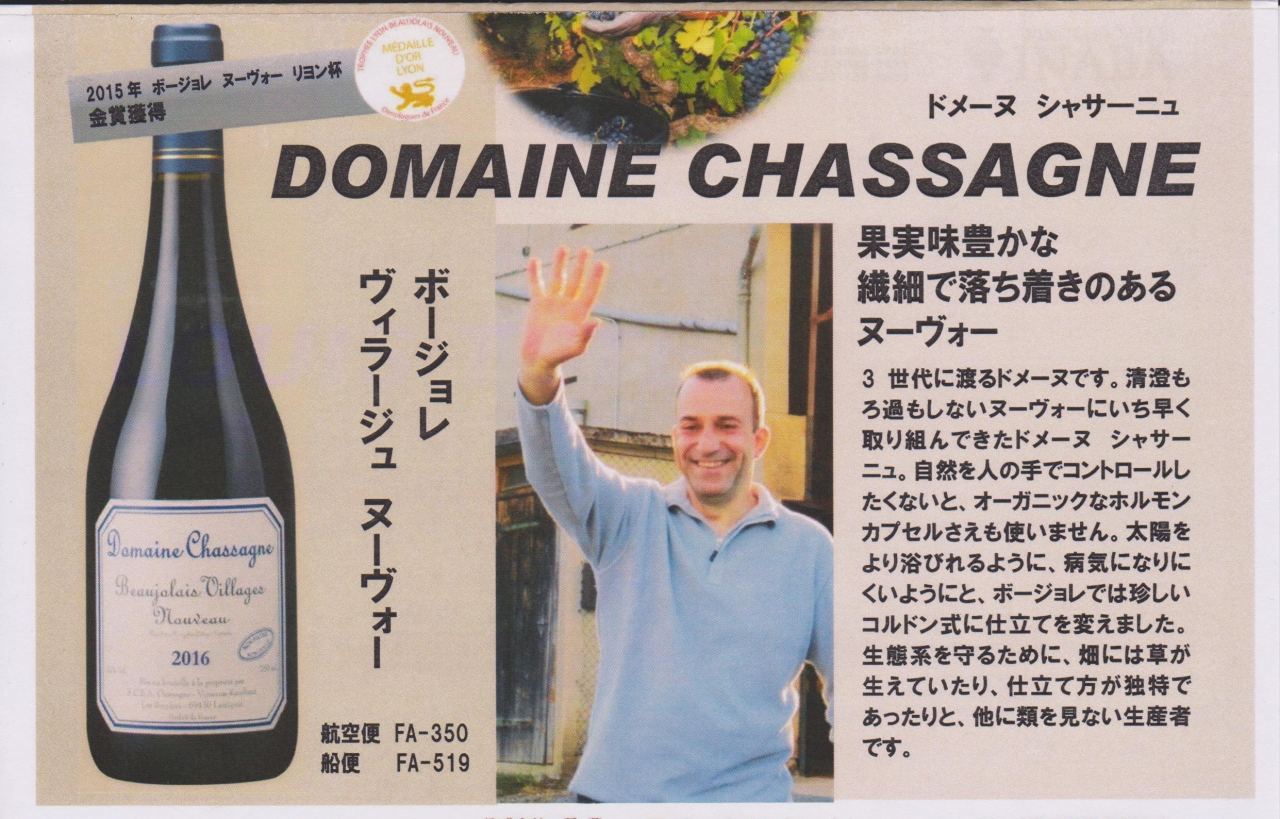 2015年 ボージョレ ヌーヴォー リヨン杯
金賞獲得
TROPHÉE LYON-BEAUJOLAIS NOUVEAU
MÉDAILLE
D'OR
LYON
Œnologues de France
ドメーヌ シャサーニュ
DOMAINE CHASSAGNE
ボージョレ
ヴィラージュ ヌーヴォー
果実味豊かな
繊細で落ち着きのある
ヌーヴォー
3 世代に渡るドメーヌです。清澄も
ろ過もしないヌーヴォーにいち早く
取り組んできたドメーヌ シャサー
ニュ。自然を人の手でコントロールし
たくないと、オーガニックなホルモン
カプセルさえも使いません。太陽を
より浴びれるように、病気になりに
くいようにと、ボージョレでは珍しい
コルドン式に仕立てを変えました。
生態系を守るために、畑には草が
生えていたり、仕立て方が独特で
あったりと、他に類を見ない生産者
です。
Domaine Chassagne
Beaujolais Villages
Nouveau
2016
Mis en bouteille à la propriété par
航空便 FA-350
船便 FA-519